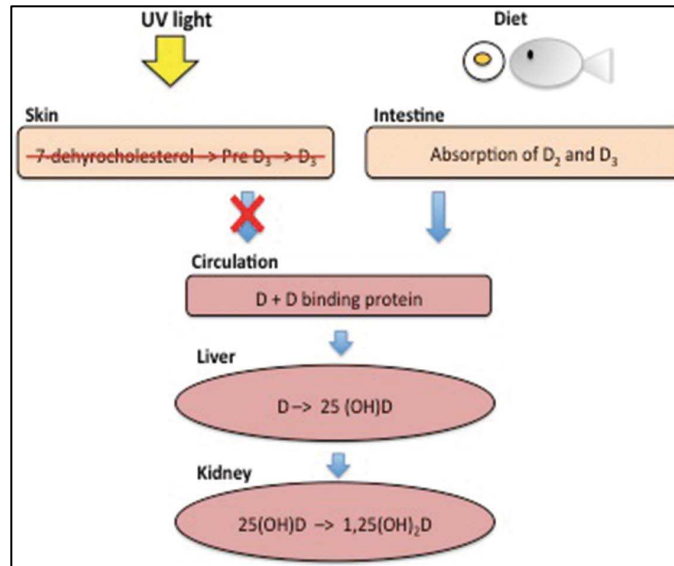 UV light
Diet
Skin
7-dehyrocholesterol -> Pre D₃ -> D₃
Intestine
Absorption of D₂ and D₃
Circulation
D + D binding protein
Liver
D -> 25 (OH)D
Kidney
25(OH)D -> 1,25(OH)₂D